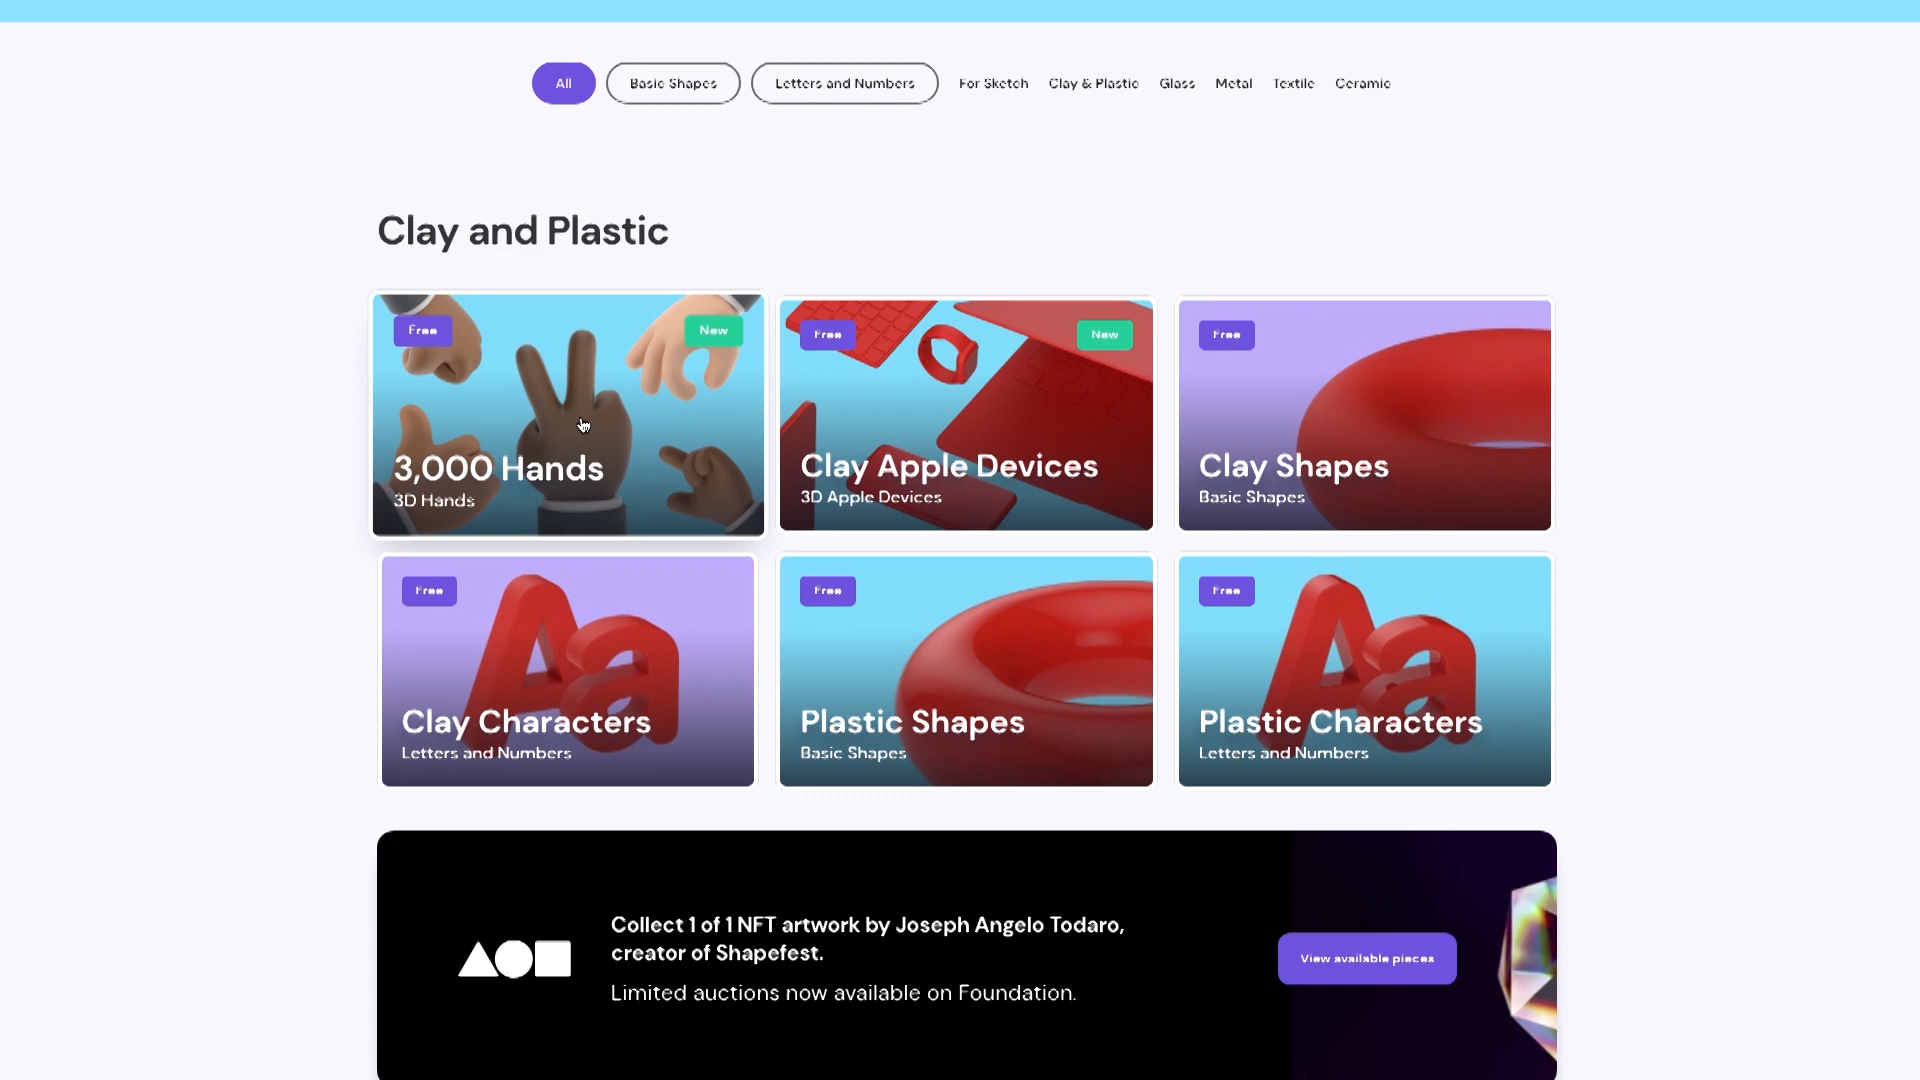 All
Basic Shapes
Letters and Numbers
For Sketch
Clay & Plastic
Glass
Metal
Textile
Ceramic
Clay and Plastic
Free
New
3,000 Hands
3D Hands
Free
New
Clay Apple Devices
3D Apple Devices
Free
Clay Shapes
Basic Shapes
Free
Aa
Clay Characters
Letters and Numbers
Free
Plastic Shapes
Basic Shapes
Free
Aa
Plastic Characters
Letters and Numbers
Collect 1 of 1 NFT artwork by Joseph Angelo Todaro,
creator of Shapefest.
Limited auctions now available on Foundation.
View available pieces